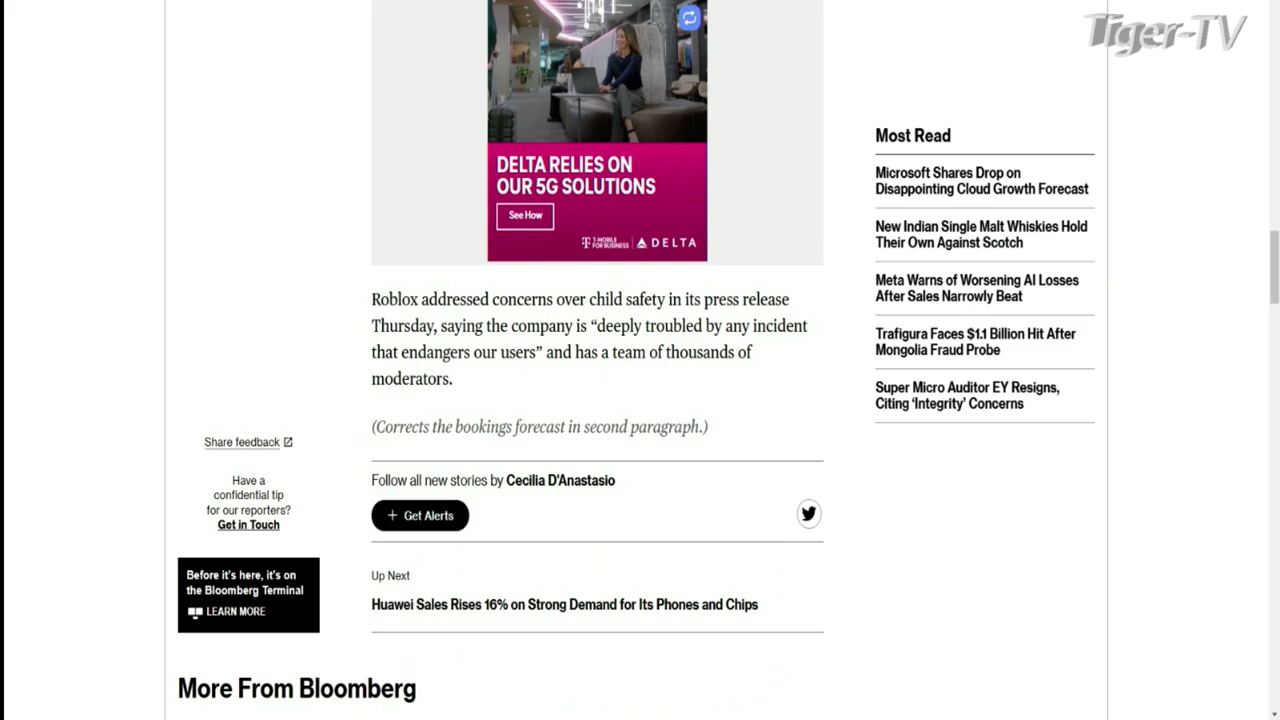 Tiger-TV
DELTA RELIES ON
OUR 5G SOLUTIONS
See How
T-MOBILE
FOR BUSINESS
DELTA
Roblox addressed concerns over child safety in its press release
Thursday, saying the company is “deeply troubled by any incident
that endangers our users” and has a team of thousands of
moderators.
(Corrects the bookings forecast in second paragraph.)
Follow all new stories by Cecilia D'Anastasio
+ Get Alerts
Up Next
Huawei Sales Rises 16% on Strong Demand for Its Phones and Chips
Share feedback
Have a
confidential tip
for our reporters?
Get in Touch
Before it's here, it's on
the Bloomberg Terminal
LEARN MORE
Most Read
Microsoft Shares Drop on
Disappointing Cloud Growth Forecast
New Indian Single Malt Whiskies Hold
Their Own Against Scotch
Meta Warns of Worsening AI Losses
After Sales Narrowly Beat
Trafigura Faces $1.1 Billion Hit After
Mongolia Fraud Probe
Super Micro Auditor EY Resigns,
Citing ‘Integrity’ Concerns
More From Bloomberg